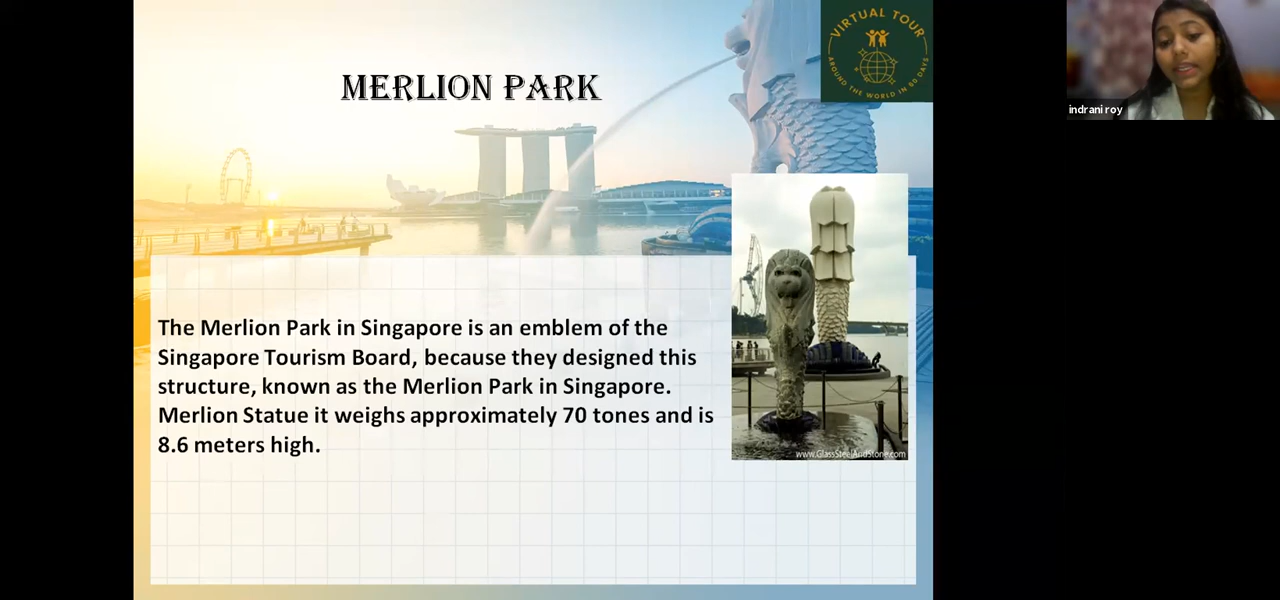 MERLION PARK
VIRTUAL TOUR
AROUND THE WORLD IN 80 DAYS
indrani roy
The Merlion Park in Singapore is an emblem of the
Singapore Tourism Board, because they designed this
structure, known as the Merlion Park in Singapore.
Merlion Statue it weighs approximately 70 tones and is
8.6 meters high.
www.GlassSteelAndStone.com